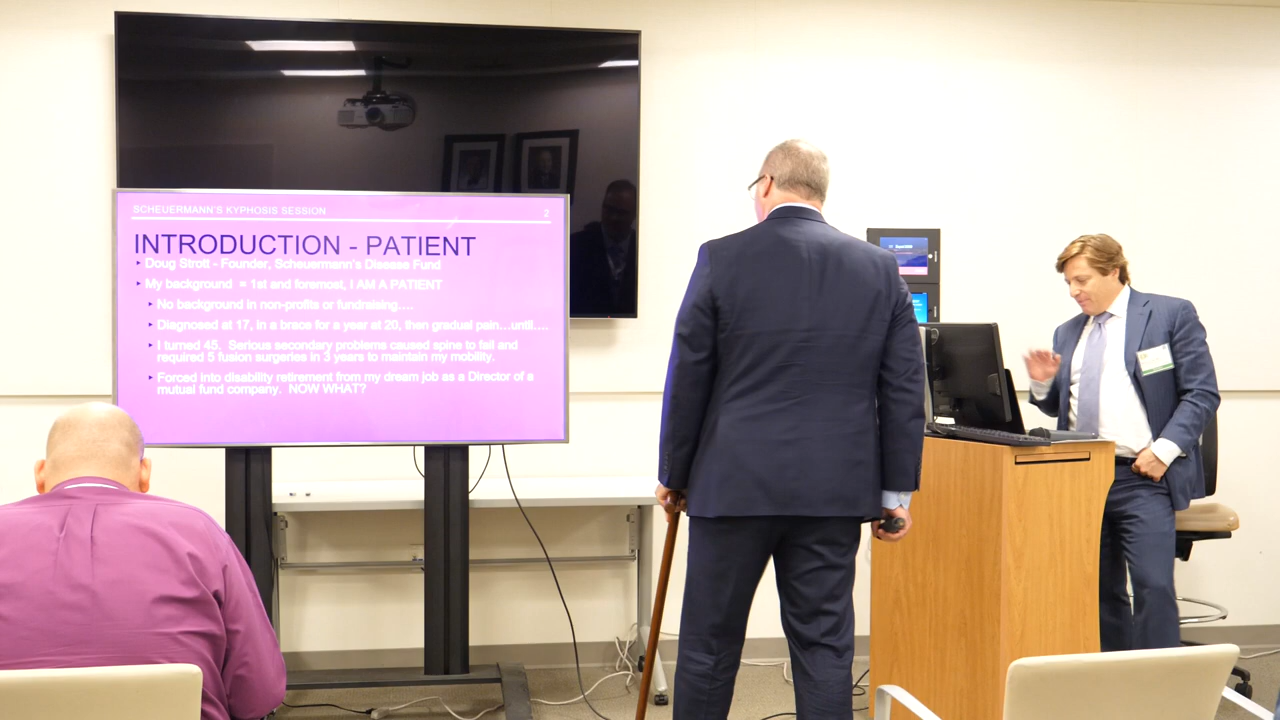 SCHEUERMANN'S KYPHOSIS SESSION 2
INTRODUCTION - PATIENT
Doug Strott - Founder, Scheuermann's Disease Fund
My background = 1st and foremost, I AM A PATIENT
No background in non-profits or fundraising....
Diagnosed at 17, in a brace for a year at 20, then gradual pain...until....
I turned 45. Serious secondary problems caused spine to fail and
required 5 fusion surgeries in 3 years to maintain my mobility.
Forced into disability retirement from my dream job as a Director of a
mutual fund company. NOW WHAT?